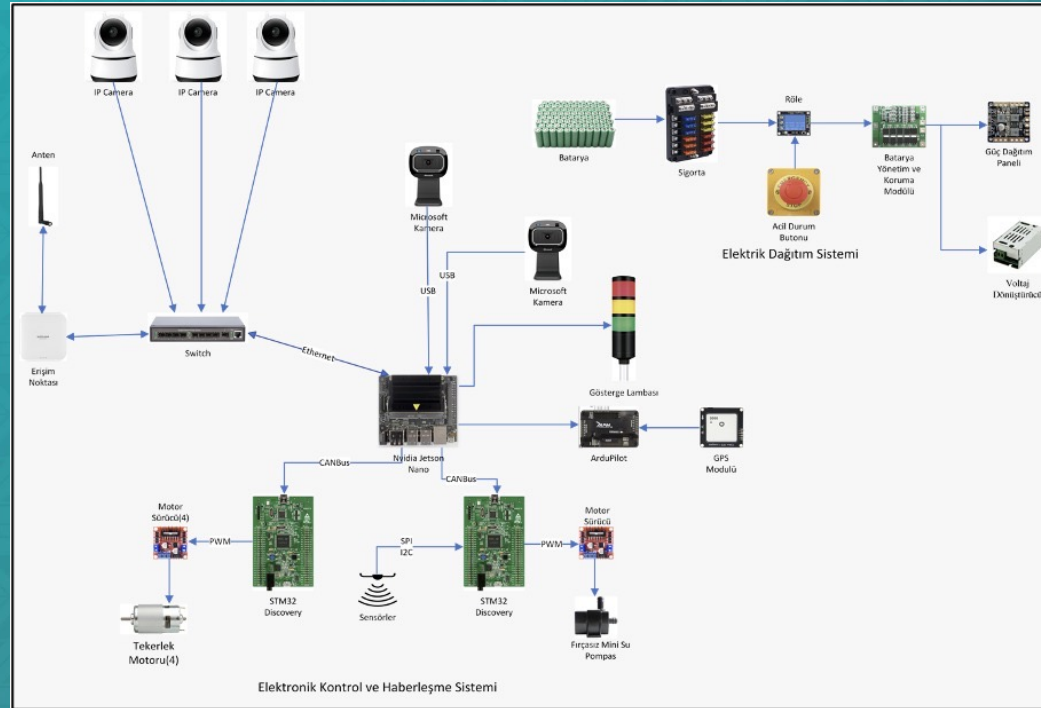 IP Camera
IP Camera
IP Camera
Anten
Microsoft
Kamera
Batarya
Sigorta
Röle
Batarya
Yönetim ve
Koruma
Modülü
Güç Dağıtım
Paneli
Acil Durum
Butonu
Elektrik Dağıtım Sistemi
Voltaj
Dönüştürücü
Microsoft
Kamera
USB
USB
Erişim
Noktası
Switch
Ethernet
Gösterge Lambası
Nvidia Jetson
Nano
ArduPilot
GPS
Modulü
CANBus
CANBus
Motor
Sürücü(4)
PWM
STM32
Discovery
SPI
I2C
Sensörler
STM32
Discovery
PWM
Motor
Sürücü
Tekerlek
Motoru(4)
Fırçasız Mini Su
Pompas
Elektronik Kontrol ve Haberleşme Sistemi